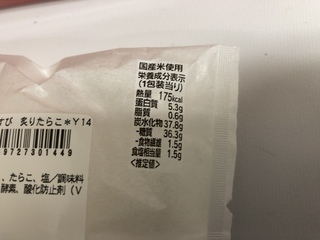 国産米使用
栄養成分表示
(1包装当り)
熱量 175kcal
蛋白質 5.3g
脂質 0.6g
炭水化物 37.8g
-糖質 36.3g
-食物繊維 1.5g
食塩相当量 1.5g
<推定値>
すび 炙りたらこ*Y14
9727301449
、たらこ、塩/調味料
酵素、酸化防止剤(V